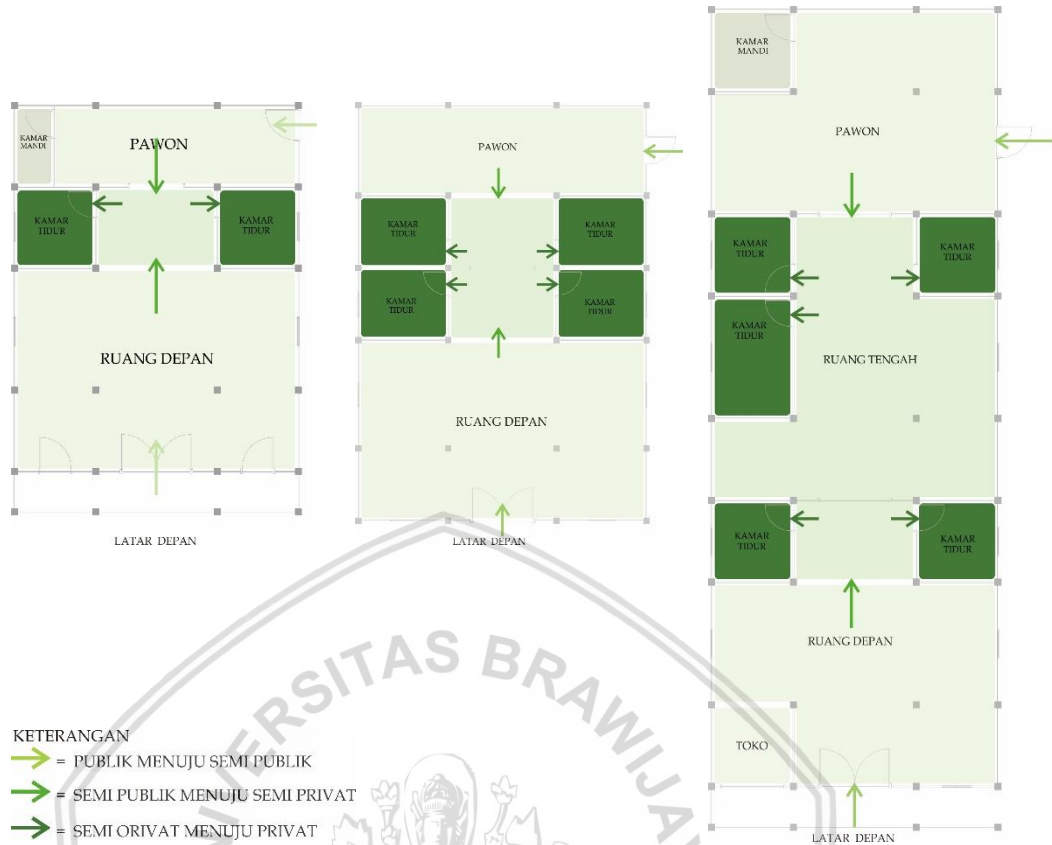 KAMAR
MANDI
PAWON
KAMAR
TIDUR
KAMAR
TIDUR
RUANG DEPAN
LATAR DEPAN
PAWON
KAMAR
TIDUR
KAMAR
TIDUR
KAMAR
TIDUR
KAMAR
TIDUR
RUANG DEPAN
LATAR DEPAN
KAMAR
MANDI
PAWON
KAMAR
TIDUR
KAMAR
TIDUR
KAMAR
TIDUR
RUANG TENGAH
KAMAR
TIDUR
KAMAR
TIDUR
RUANG DEPAN
TOKO
LATAR DEPAN
KETERANGAN
= PUBLIK MENUJU SEMI PUBLIK
= SEMI PUBLIK MENUJU SEMI PRIVAT
= SEMI ORIVAT MENUJU PRIVAT
UNIVERSITAS BRAWIJA